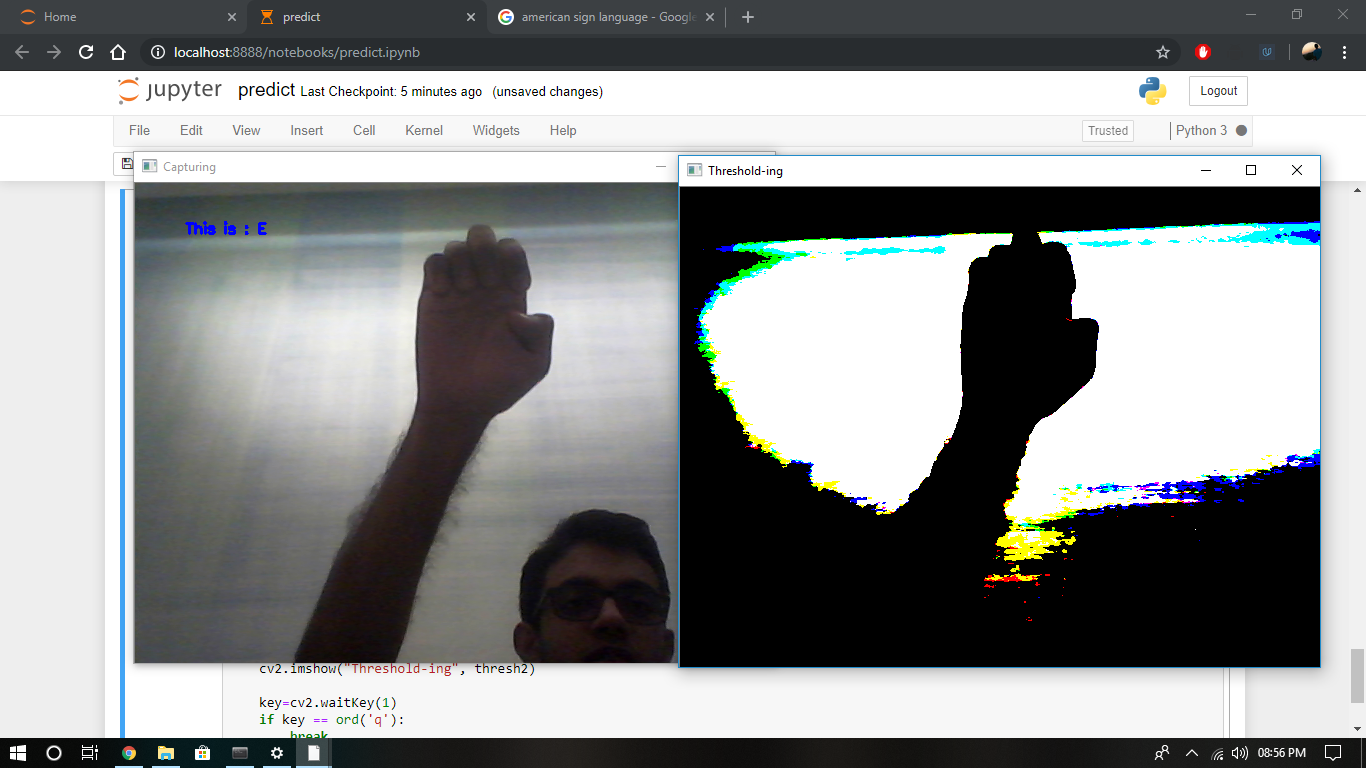 Home
predict
american sign language - Google
localhost:8888/notebooks/predict.ipynb
jupyter predict Last Checkpoint: 5 minutes ago (unsaved changes)
Logout
File Edit View Insert Cell Kernel Widgets Help
Trusted
Python 3
Capturing
Threshold-ing
This is : E
cv2.imshow("Threshold-ing", thresh2)
key=cv2.waitKey(1)
if key == ord('q'):
break
08:56 PM